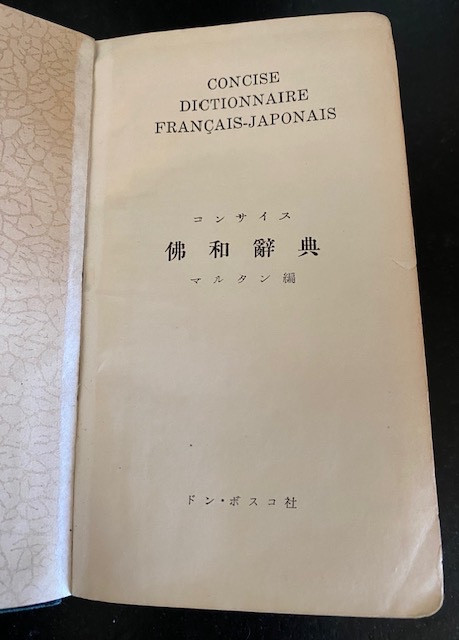 CONCISE
DICTIONNAIRE
FRANÇAIS-JAPONAIS
コンサイス
佛和辭典
マルタン編
ドン・ボスコ社